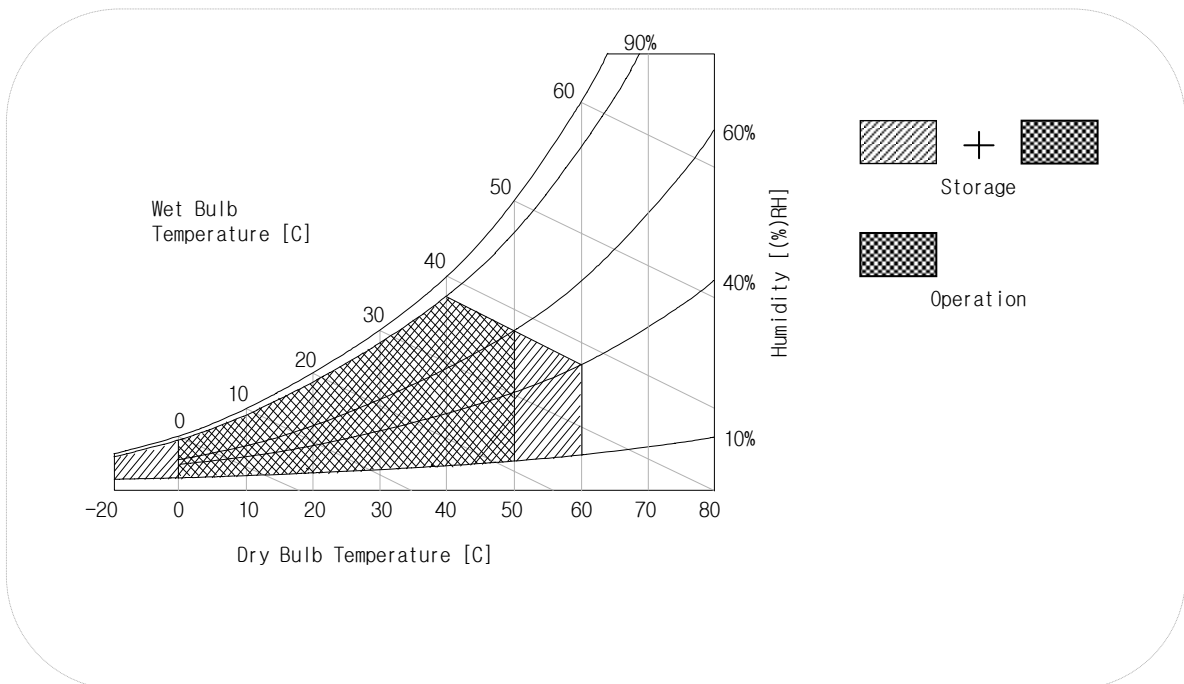 90%
60
60%
50
Wet Bulb
Temperature [C]
40
40%
30
20
10
0
10%
Humidity [(%)RH]
-20 0 10 20 30 40 50 60 70 80
Dry Bulb Temperature [C]
+
Storage
Operation